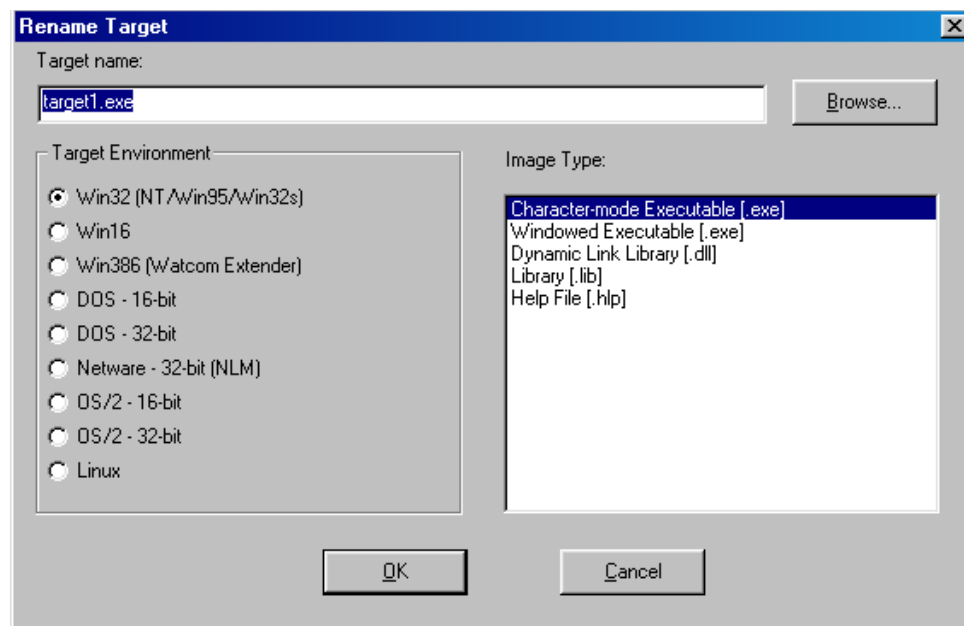 Rename Target
Target name:
target1.exe
Browse...
Target Environment
Win32 (NT/Win95/Win32s)
Win16
Win386 (Watcom Extender)
DOS - 16-bit
DOS - 32-bit
Netware - 32-bit (NLM)
OS/2 - 16-bit
OS/2 - 32-bit
Linux
Image Type:
Character-mode Executable [.exe]
Windowed Executable [.exe]
Dynamic Link Library [.dll]
Library [.lib]
Help File [.hlp]
OK
Cancel